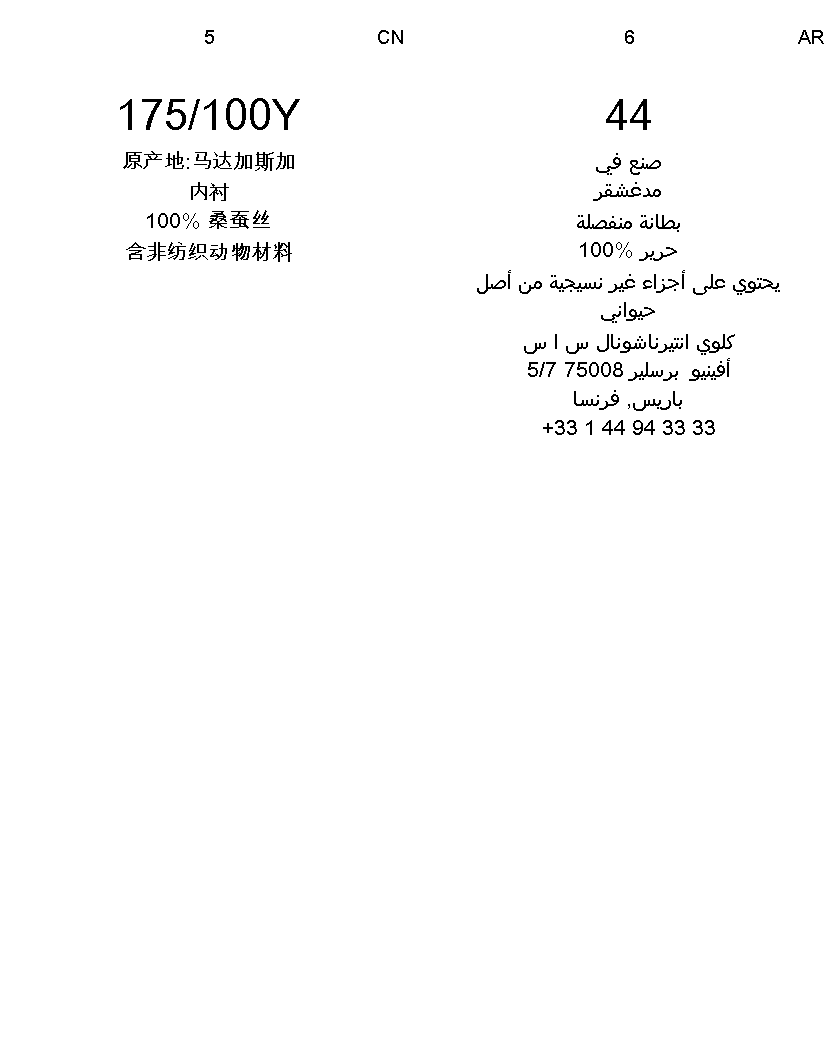 5 CN
175/100Y
原产地:马达加斯加
内衬
100% 桑蚕丝
含非纺织动物材料
6 AR
44
صنع في
مدغشقر
بطانة منفصلة
حرير %100
يحتوي على أجزاء غير نسيجية من أصل
حيواني
كلوي انتيرناشونال س ا س
أفينيو برسلير 75008 5/7
باريس, فرنسا
+33 1 44 94 33 33